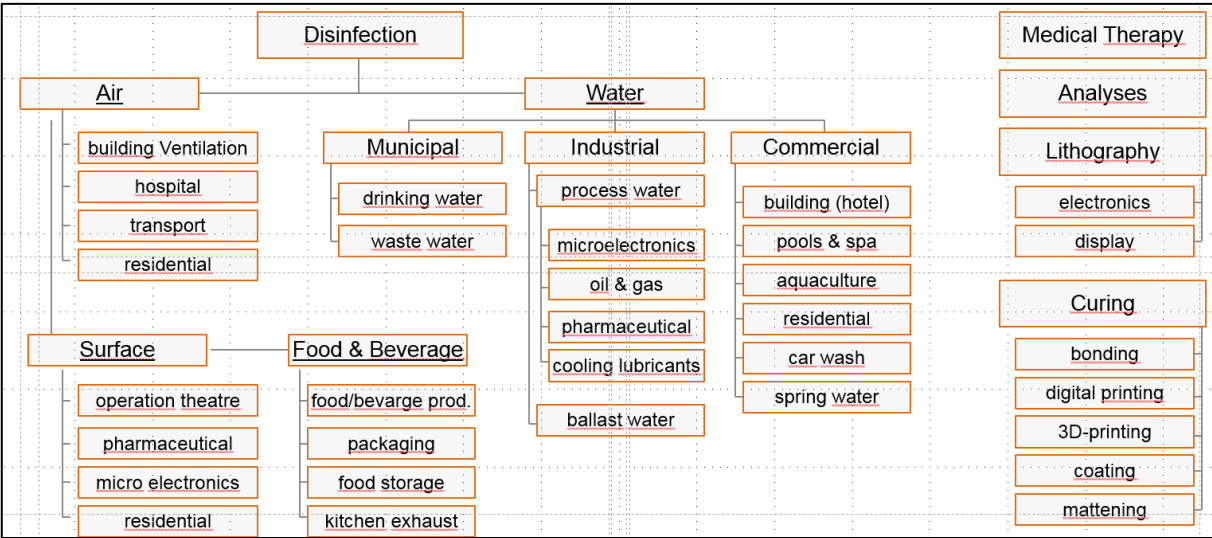 Disinfection
Air
building Ventilation
hospital
transport
residential
Water
Municipal
drinking water
waste water
Industrial
process water
microelectronics
oil & gas
pharmaceutical
cooling lubricants
ballast water
Commercial
building (hotel)
pools & spa
aquaculture
residential
car wash
spring water
Surface
operation theatre
pharmaceutical
micro electronics
residential
Food & Beverage
food/bevarge prod.
packaging
food storage
kitchen exhaust
Medical Therapy
Analyses
Lithography
electronics
display
Curing
bonding
digital printing
3D-printing
coating
mattening